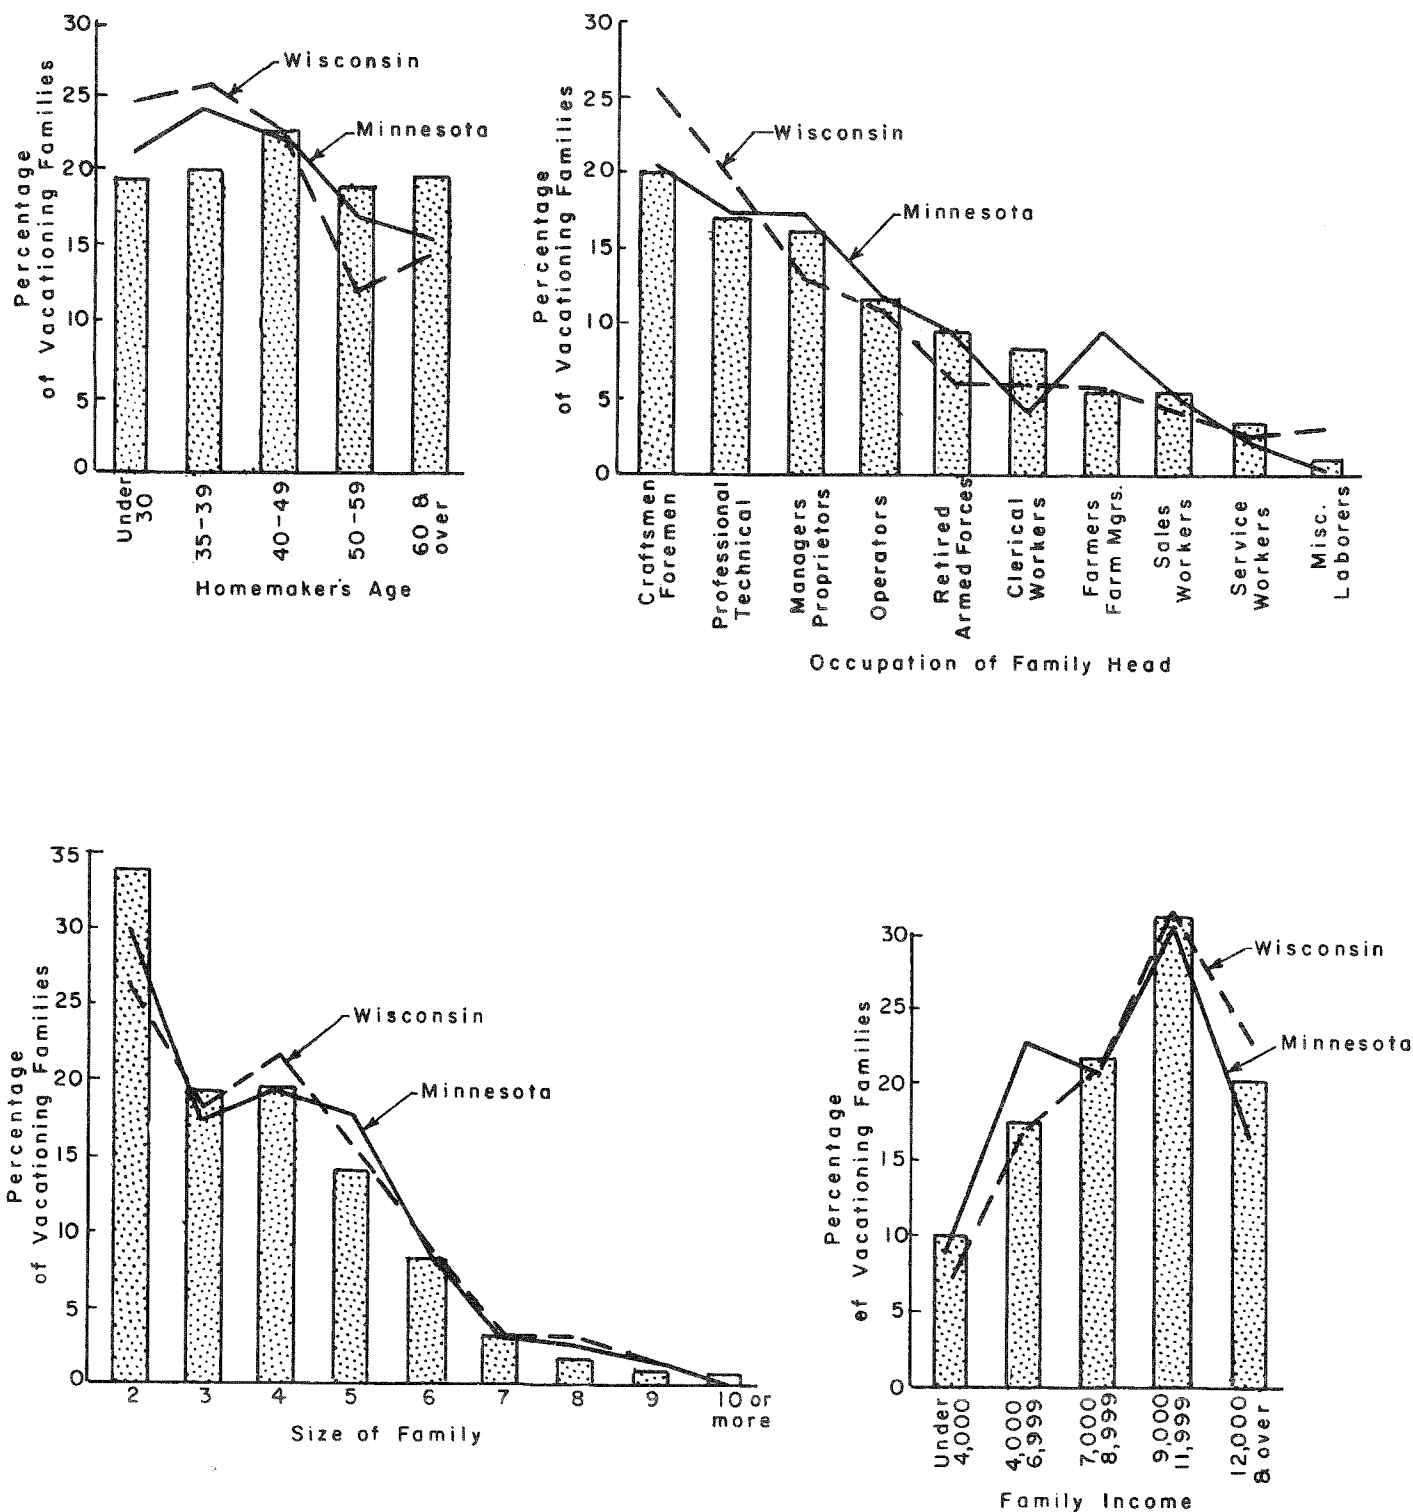 Percentage
of Vacationing Families
30
25
20
15
10
5
0
Wisconsin
Minnesota
Under
30
35-39
40-49
50-59
60 &
over
Homemaker's Age
Percentage
of Vacationing Families
30
25
20
15
10
5
0
Wisconsin
Minnesota
Craftsmen
Foremen
Professional
Technical
Managers
Proprietors
Operators
Retired
Armed Forces
Clerical
Workers
Farmers
Farm Mgrs.
Sales
Workers
Service
Workers
Misc.
Laborers
Occupation of Family Head
Percentage
of Vacationing Families
35
30
25
20
15
10
5
0
Wisconsin
Minnesota
2
3
4
5
6
7
8
9
10 or
more
Size of Family
Percentage
of Vacationing Families
30
25
20
15
10
5
0
Wisconsin
Minnesota
Under
4,000
4,000
6,999
7,000
8,999
9,000
11,999
12,000
& over
Family Income